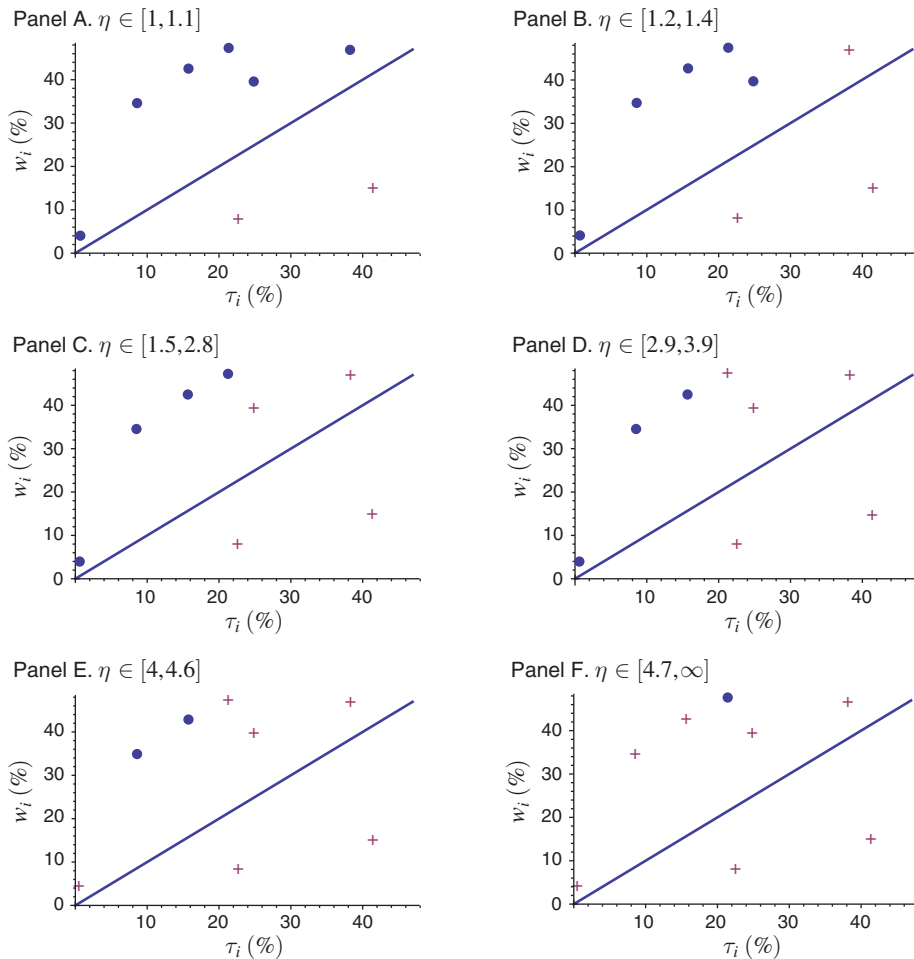 Panel A. η ∈ [1, 1.1]
w_i (%)
40
30
20
10
0
10 20 30 40
τ_i (%)
Panel B. η ∈ [1.2, 1.4]
w_i (%)
40
30
20
10
0
10 20 30 40
τ_i (%)
Panel C. η ∈ [1.5,2.8]
w_i (%)
40
30
20
10
0
10 20 30 40
τ_i (%)
Panel D. η ∈ [2.9,3.9]
w_i (%)
40
30
20
10
0
10 20 30 40
τ_i (%)
Panel E. η ∈ [4,4.6]
w_i (%)
40
30
20
10
0
10 20 30 40
τ_i (%)
Panel F. η ∈ [4.7,∞]
w_i (%)
40
30
20
10
0
10 20 30 40
τ_i (%)